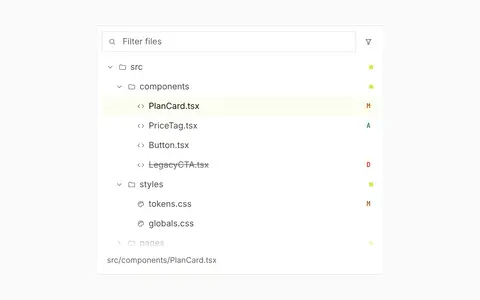 Filter files
src
components
PlanCard.tsx M
PriceTag.tsx A
Button.tsx
LegacyCTA.tsx D
styles
tokens.css M
globals.css
pages
src/components/PlanCard.tsx